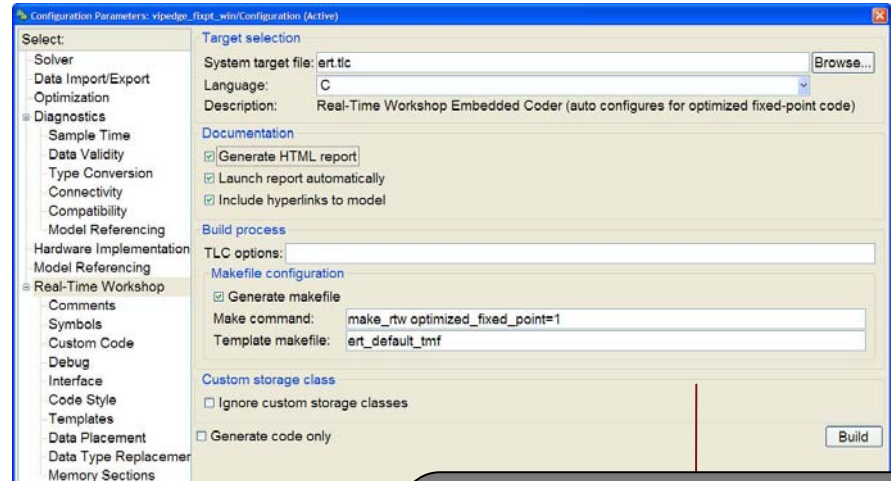 Configuration Parameters: vipedge_fixpt_win/Configuration (Active)
Select:
Solver
Data Import/Export
Optimization
Diagnostics
Sample Time
Data Validity
Type Conversion
Connectivity
Compatibility
Model Referencing
Hardware Implementation
Model Referencing
Real-Time Workshop
Comments
Symbols
Custom Code
Debug
Interface
Code Style
Templates
Data Placement
Data Type Replacemer
Memory Sections
Target selection
System target file: ert.tlc Browse...
Language: C
Description: Real-Time Workshop Embedded Coder (auto configures for optimized fixed-point code)
Documentation
Generate HTML report
Launch report automatically
Include hyperlinks to model
Build process
TLC options:
Makefile configuration
Generate makefile
Make command: make_rtw optimized_fixed_point=1
Template makefile: ert_default_tmf
Custom storage class
Ignore custom storage classes
Generate code only Build